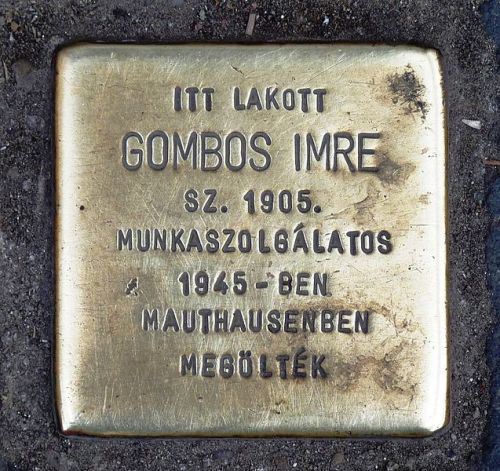 ITT LAKOTT
GOMBOS IMRE
SZ. 1905.
MUNKASZOLGÁLATOS
1945-BEN
MAUTHAUSENBEN
MEGÖLTÉK